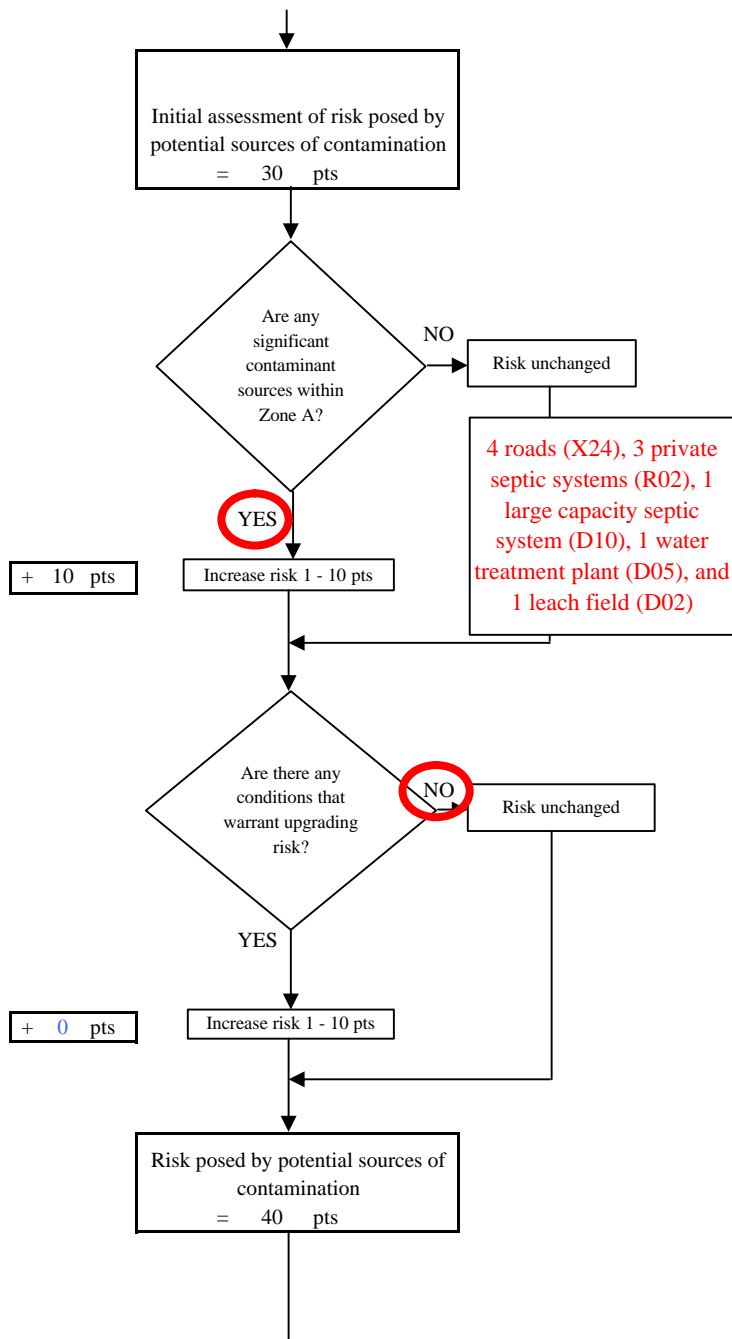 Initial assessment of risk posed by
potential sources of contamination
= 30 pts
Are any
significant
contaminant
sources within
Zone A?
NO
Risk unchanged
4 roads (X24), 3 private
septic systems (R02), 1
large capacity septic
system (D10), 1 water
treatment plant (D05), and
1 leach field (D02)
YES
+ 10 pts
Increase risk 1 - 10 pts
Are there any
conditions that
warrant upgrading
risk?
NO
Risk unchanged
YES
+ 0 pts
Increase risk 1 - 10 pts
Risk posed by potential sources of
contamination
= 40 pts